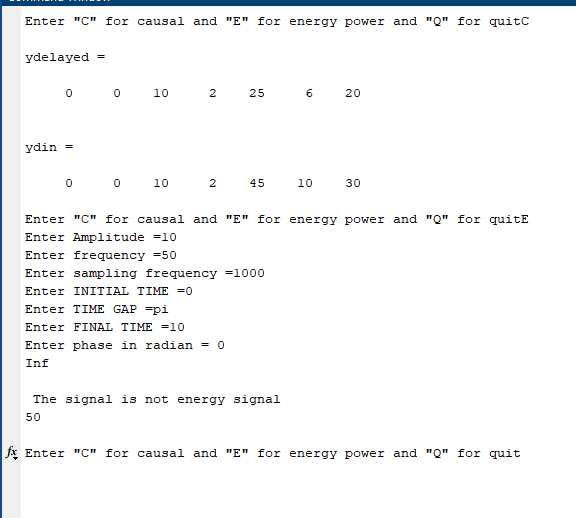 Enter "C" for causal and "E" for energy power and "Q" for quitC
ydelayed =
0 0 10 2 25 6 20
ydin =
0 0 10 2 45 10 30
Enter "C" for causal and "E" for energy power and "Q" for quitE
Enter Amplitude =10
Enter frequency =50
Enter sampling frequency =1000
Enter INITIAL TIME =0
Enter TIME GAP =pi
Enter FINAL TIME =10
Enter phase in radian = 0
Inf
The signal is not energy signal
50
fx Enter "C" for causal and "E" for energy power and "Q" for quit